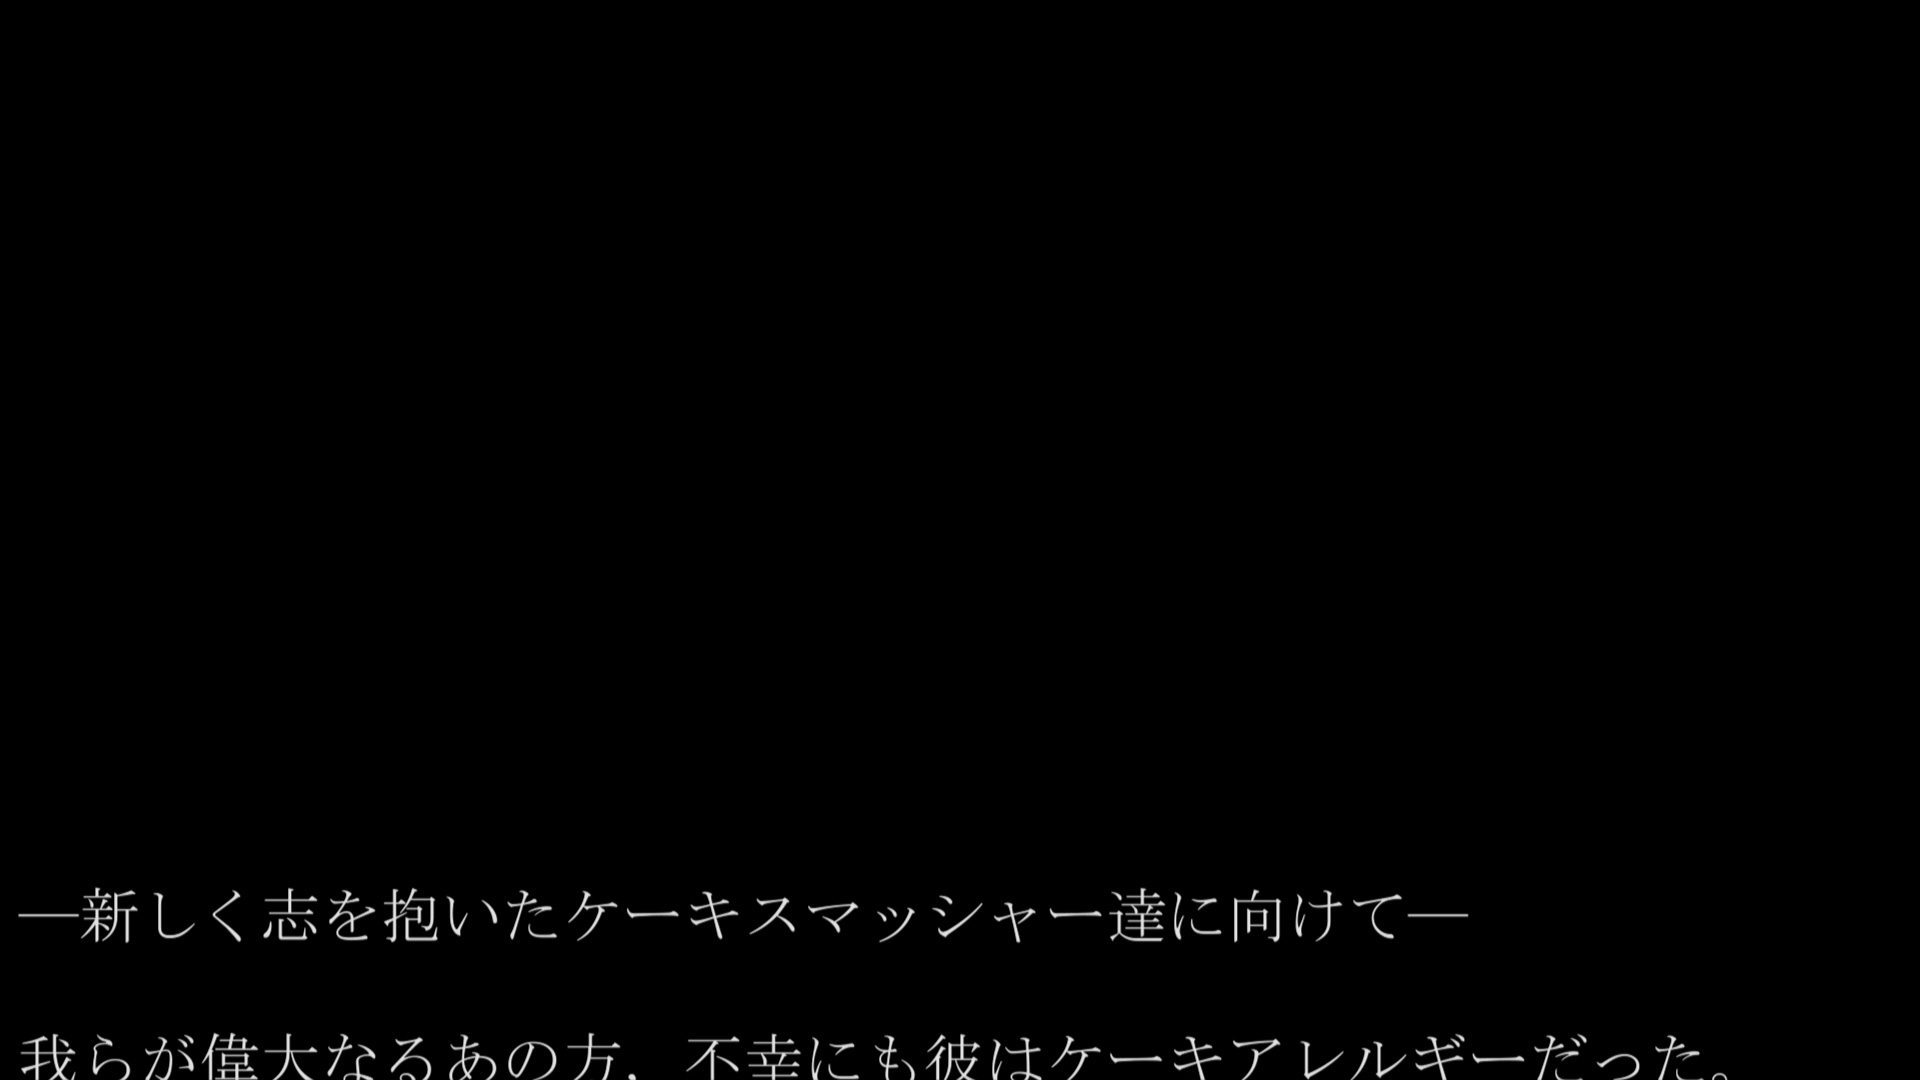 ―新しく志を抱いたケーキスマッシャー達に向けて―
我らが偉大なるあの方，不幸にも彼はケーキアレルギーだった。